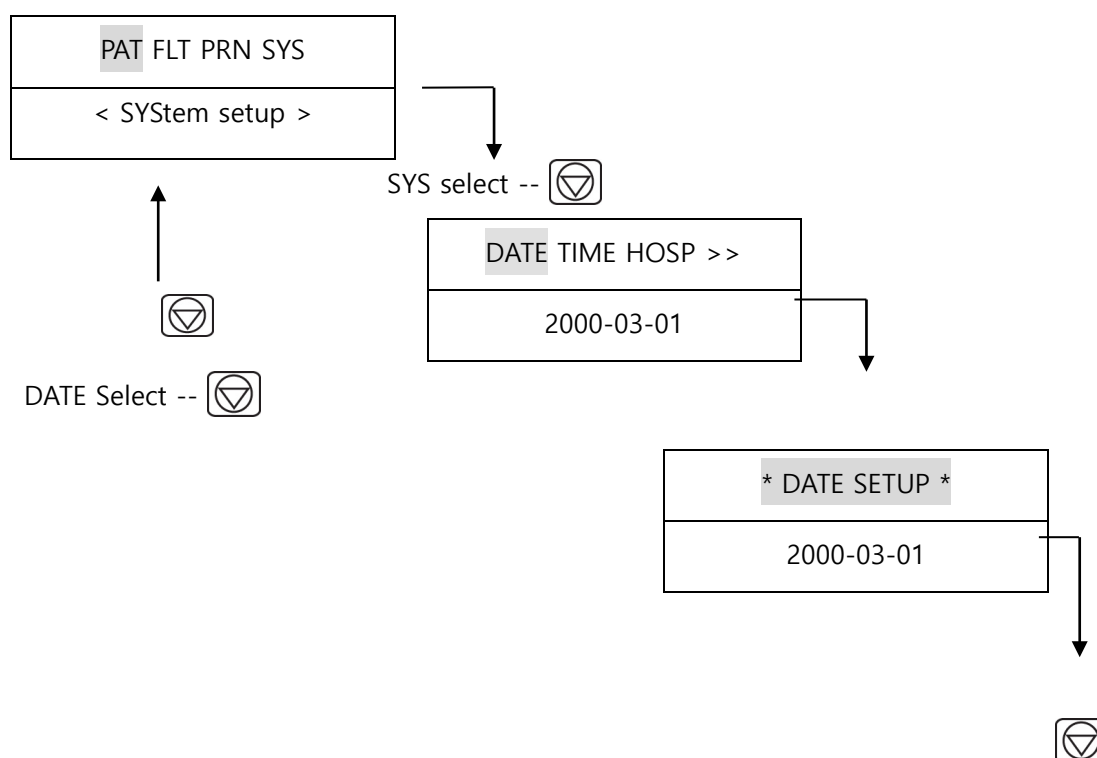 PAT FLT PRN SYS
< SYStem setup >
SYS select --
DATE TIME HOSP >>
2000-03-01
DATE Select --
* DATE SETUP *
2000-03-01